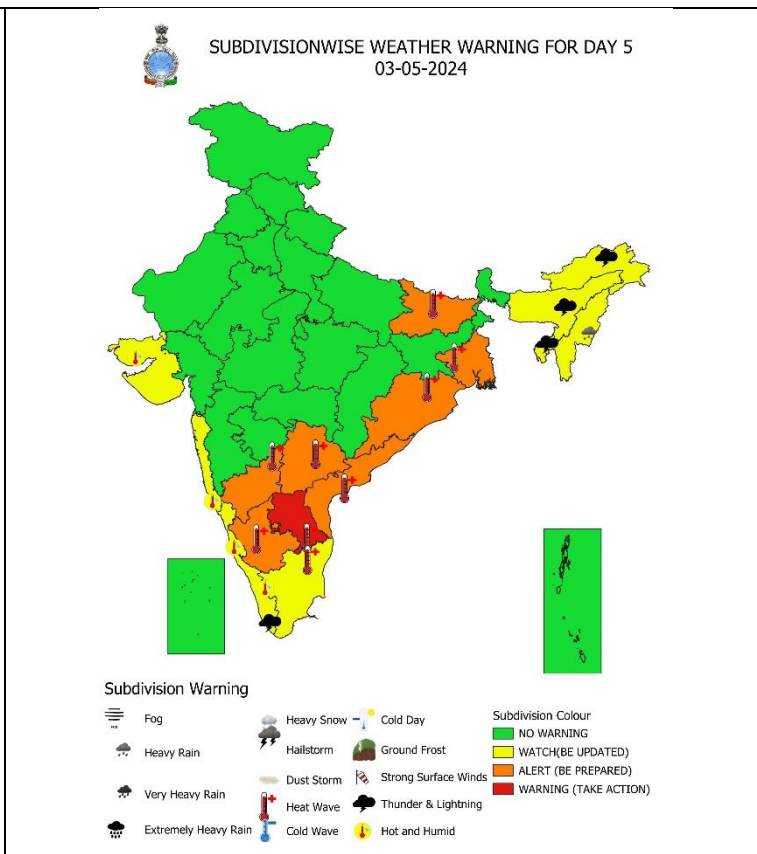 SUBDIVISIONWISE WEATHER WARNING FOR DAY 5
03-05-2024
Subdivision Warning
Fog
Heavy Rain
Very Heavy Rain
Extremely Heavy Rain
Heavy Snow
Hailstorm
Dust Storm
Heat Wave
Cold Wave
Cold Day
Ground Frost
Strong Surface Winds
Thunder & Lightning
Hot and Humid
Subdivision Colour
NO WARNING
WATCH(BE UPDATED)
ALERT (BE PREPARED)
WARNING (TAKE ACTION)